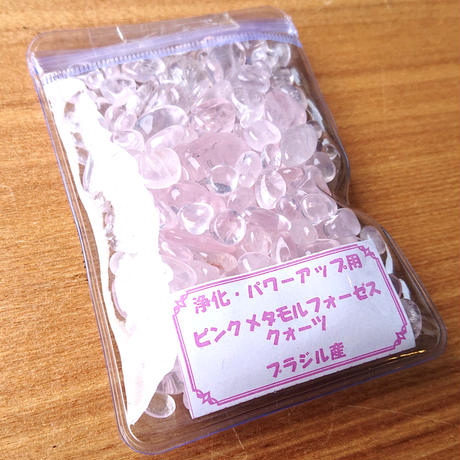 浄化・パワーアップ用
ピンクメタモルフォーゼス
クォーツ
ブラジル産